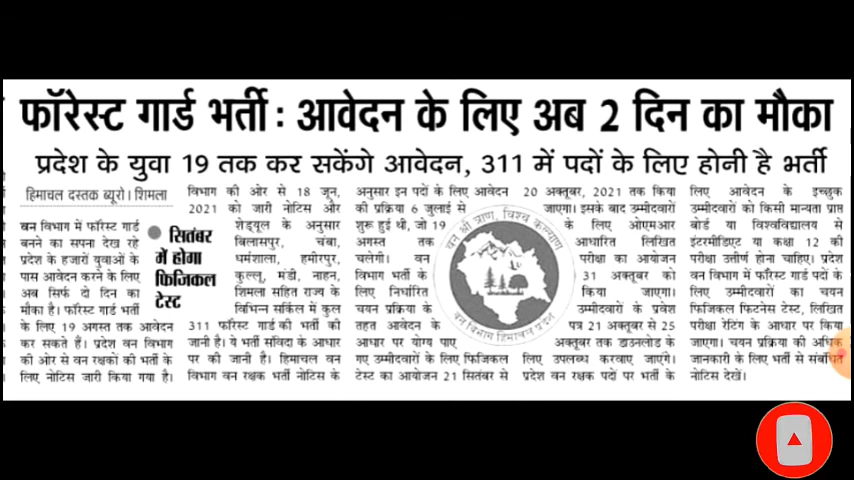 फॉरेस्ट गार्ड भर्ती : आवेदन के लिए अब 2 दिन का मौका
प्रदेश के युवा 19 तक कर सकेंगे आवेदन, 311 में पदों के लिए होनी है भर्ती
हिमाचल दस्तक ब्यूरो। शिमला
वन विभाग में फॉरेस्ट गार्ड
बनने का सपना देख रहे
प्रदेश के हजारों युवाओं के
पास आवेदन करने के लिए
अब सिर्फ दो दिन का
मौका है। फॉरेस्ट गार्ड भर्ती
के लिए 19 अगस्त तक आवेदन
कर सकते हैं। प्रदेश वन विभाग
की ओर से वन रक्षकों की भर्ती के
लिए नोटिस जारी किया गया है।
सितंबर
में होगा
फिजिकल
टेस्ट
विभाग की ओर से 18 जून,
2021 को जारी नोटिस और
शेड्यूल के अनुसार
बिलासपुर, चंबा,
धर्मशाला, हमीरपुर,
कुल्लू, मंडी, नाहन,
शिमला सहित राज्य के
विभिन्न सर्किल में कुल
311 फॉरेस्ट गार्ड की भर्ती की
जानी है। ये भर्ती संविदा के आधार
पर की जानी है। हिमाचल वन
विभाग वन रक्षक भर्ती नोटिस के
अनुसार इन पदों के लिए आवेदन
की प्रक्रिया 6 जुलाई से
शुरू हुई थी, जो 19
अगस्त तक
चलेगी। वन
विभाग भर्ती के
लिए निर्धारित
चयन प्रक्रिया के
तहत आवेदन के
आधार पर योग्य पाए
गए उम्मीदवारों के लिए फिजिकल
टेस्ट का आयोजन 21 सितंबर से
वन श्री प्राण, विश्व कल्याण
वन विभाग हिमाचल प्रदेश
20 अक्तूबर, 2021 तक किया
जाएगा। इसके बाद उम्मीदवारों
के लिए ओएमआर
आधारित लिखित
परीक्षा का आयोजन
31 अक्तूबर को
किया जाएगा।
उम्मीदवारों के प्रवेश
पत्र 21 अक्तूबर से 25
अक्तूबर तक डाउनलोड के
लिए उपलब्ध करवाए जाएंगे।
प्रदेश वन रक्षक पदों पर भर्ती के
लिए आवेदन के इच्छुक
उम्मीदवारों को किसी मान्यता प्राप्त
बोर्ड या विश्वविद्यालय से
इंटरमीडिएट या कक्षा 12 की
परीक्षा उत्तीर्ण होना चाहिए। प्रदेश
वन विभाग में फॉरेस्ट गार्ड पदों के
लिए उम्मीदवारों का चयन
फिजिकल फिटनेस टेस्ट, लिखित
परीक्षा रेटिंग के आधार पर किया
जाएगा। चयन प्रक्रिया की अधिक
जानकारी के लिए भर्ती से संबंधित
नोटिस देखें।